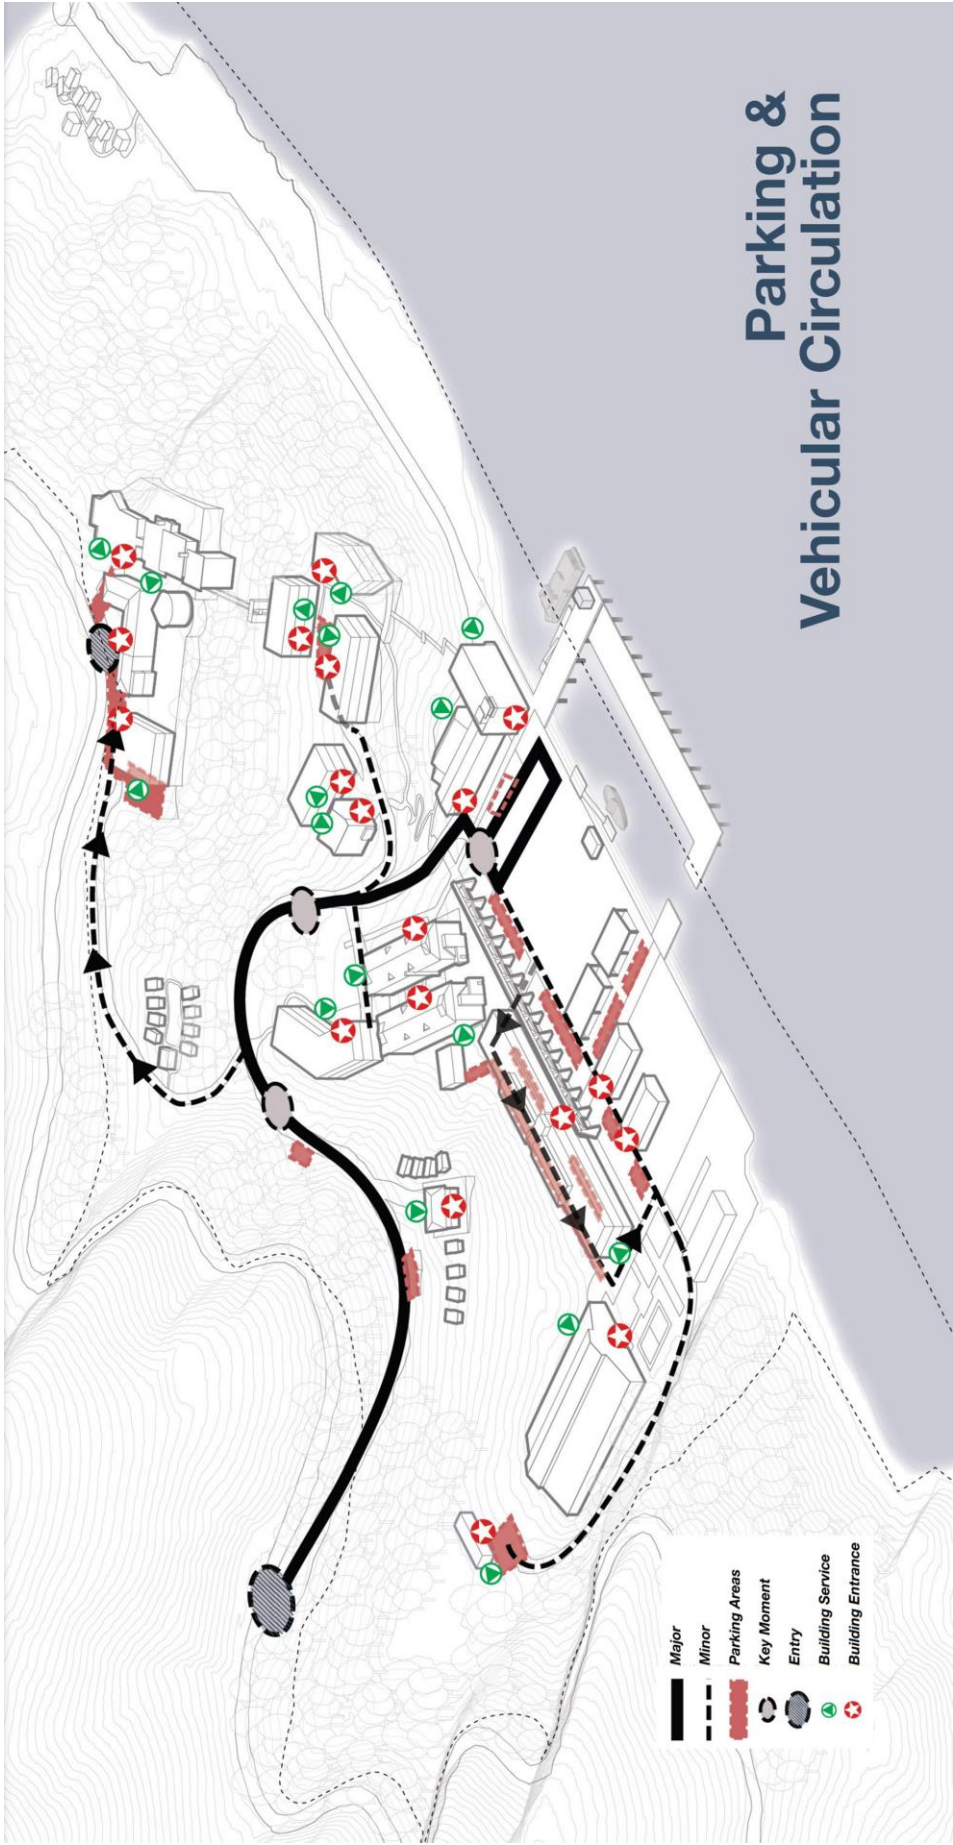 Parking &
Vehicular Circulation
Major
Minor
Parking Areas
Key Moment
Entry
Building Service
Building Entrance